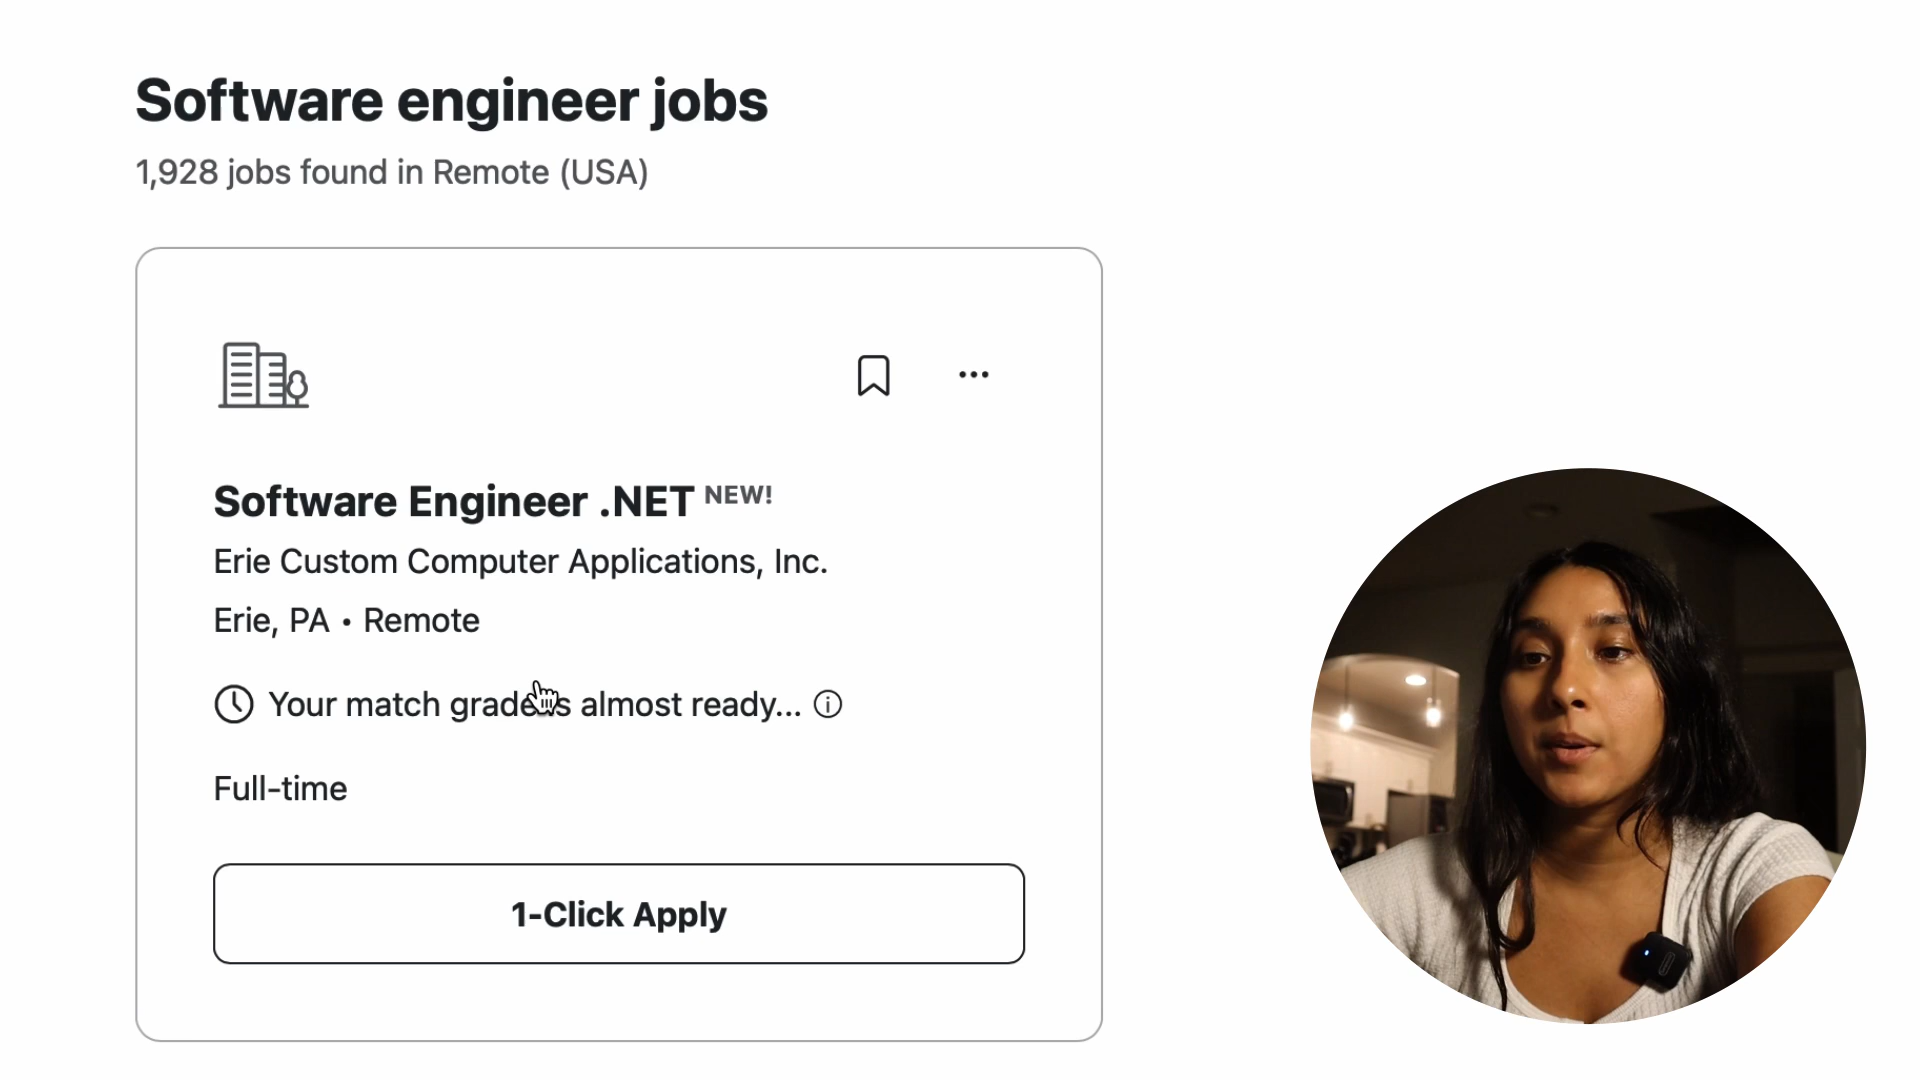 Software engineer jobs
1,928 jobs found in Remote (USA)
Software Engineer .NET NEW!
Erie Custom Computer Applications, Inc.
Erie, PA • Remote
Your match grade is almost ready...
Full-time
1-Click Apply